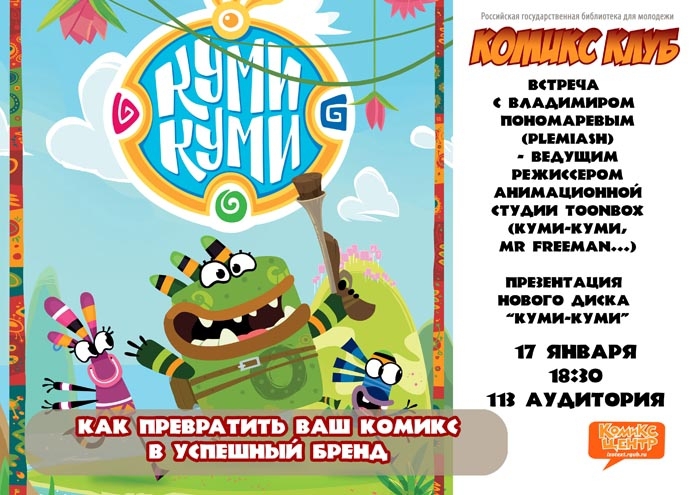 КУМИ
КУМИ
КАК ПРЕВРАТИТЬ ВАШ КОМИКС
В УСПЕШНЫЙ БРЕНД
Российская государственная библиотека для молодежи
КОМИКС КЛУБ
ВСТРЕЧА
С ВЛАДИМИРОМ
ПОНОМАРЕВЫМ
(PLEMIASH)
- ВЕДУЩИМ
РЕЖИССЕРОМ
АНИМАЦИОННОЙ
СТУДИИ TOONBOX
(КУМИ-КУМИ,
MR FREEMAN...)
ПРЕЗЕНТАЦИЯ
НОВОГО ДИСКА
“КУМИ-КУМИ”
17 ЯНВАРЯ
18:30
113 АУДИТОРИЯ
КОМИКС
ЦЕНТР